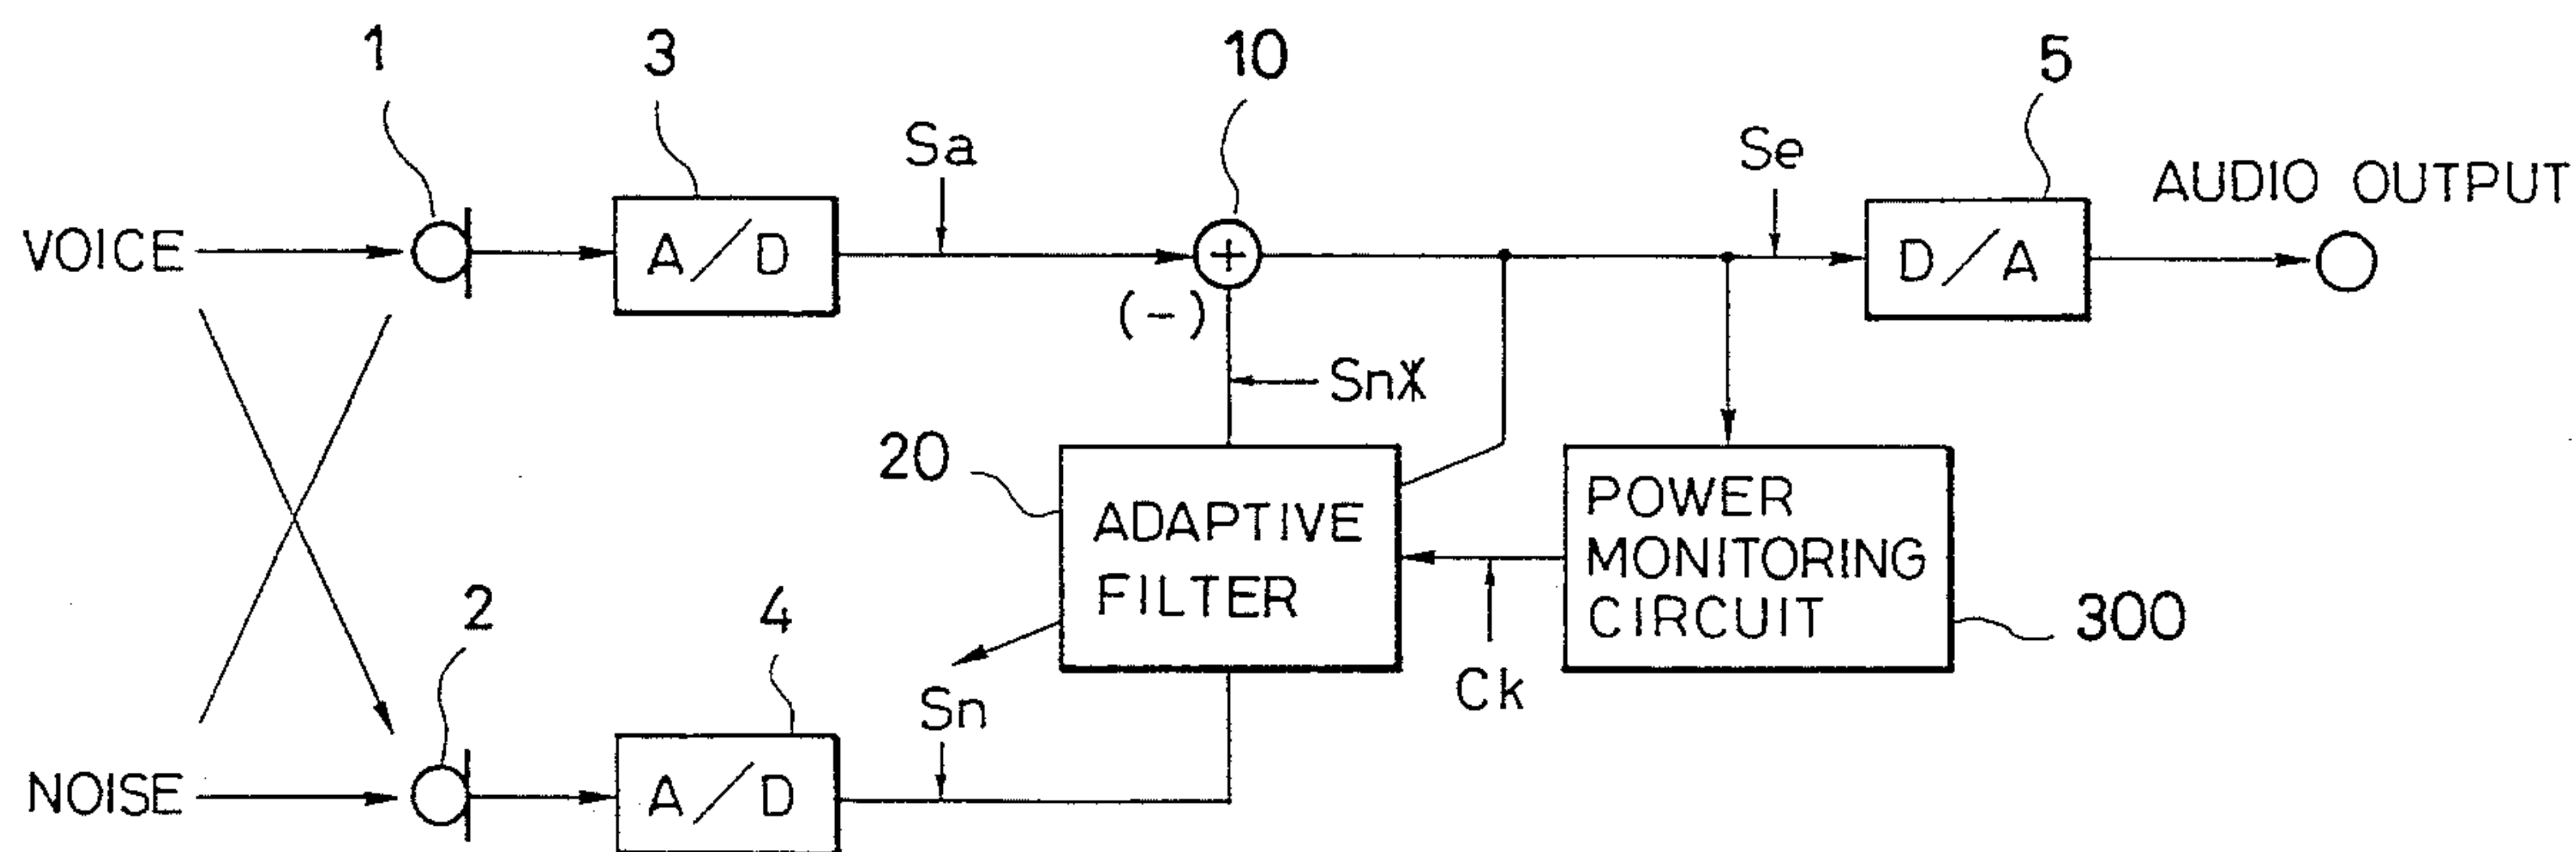 1
3
10
5
Sa
Se
AUDIO OUTPUT
VOICE
A/D
+
D/A
(-)
Sn*
20
ADAPTIVE
FILTER
POWER
MONITORING
CIRCUIT
300
Ck
2
4
Sn
NOISE
A/D